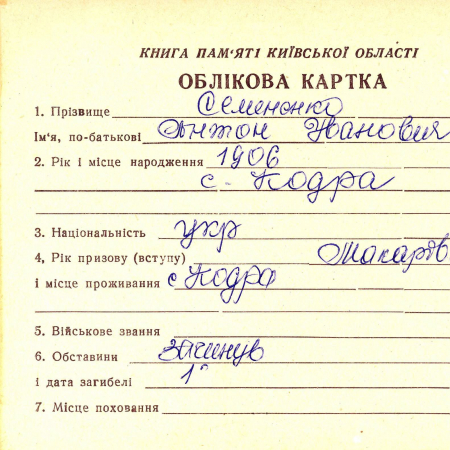 КНИГА ПАМ'ЯТІ КИЇВСЬКОЇ ОБЛАСТІ
ОБЛІКОВА КАРТКА
1. Прізвище Семененко
Ім'я, по-батькові Антон Іванович
2. Рік і місце народження 1906
с. Кодра
3. Національність укр
4, Рік призову (вступу) Макарів
і місце проживання с Кодра
5. Військове звання
6. Обставини загинув
і дата загибелі
7. Місце поховання